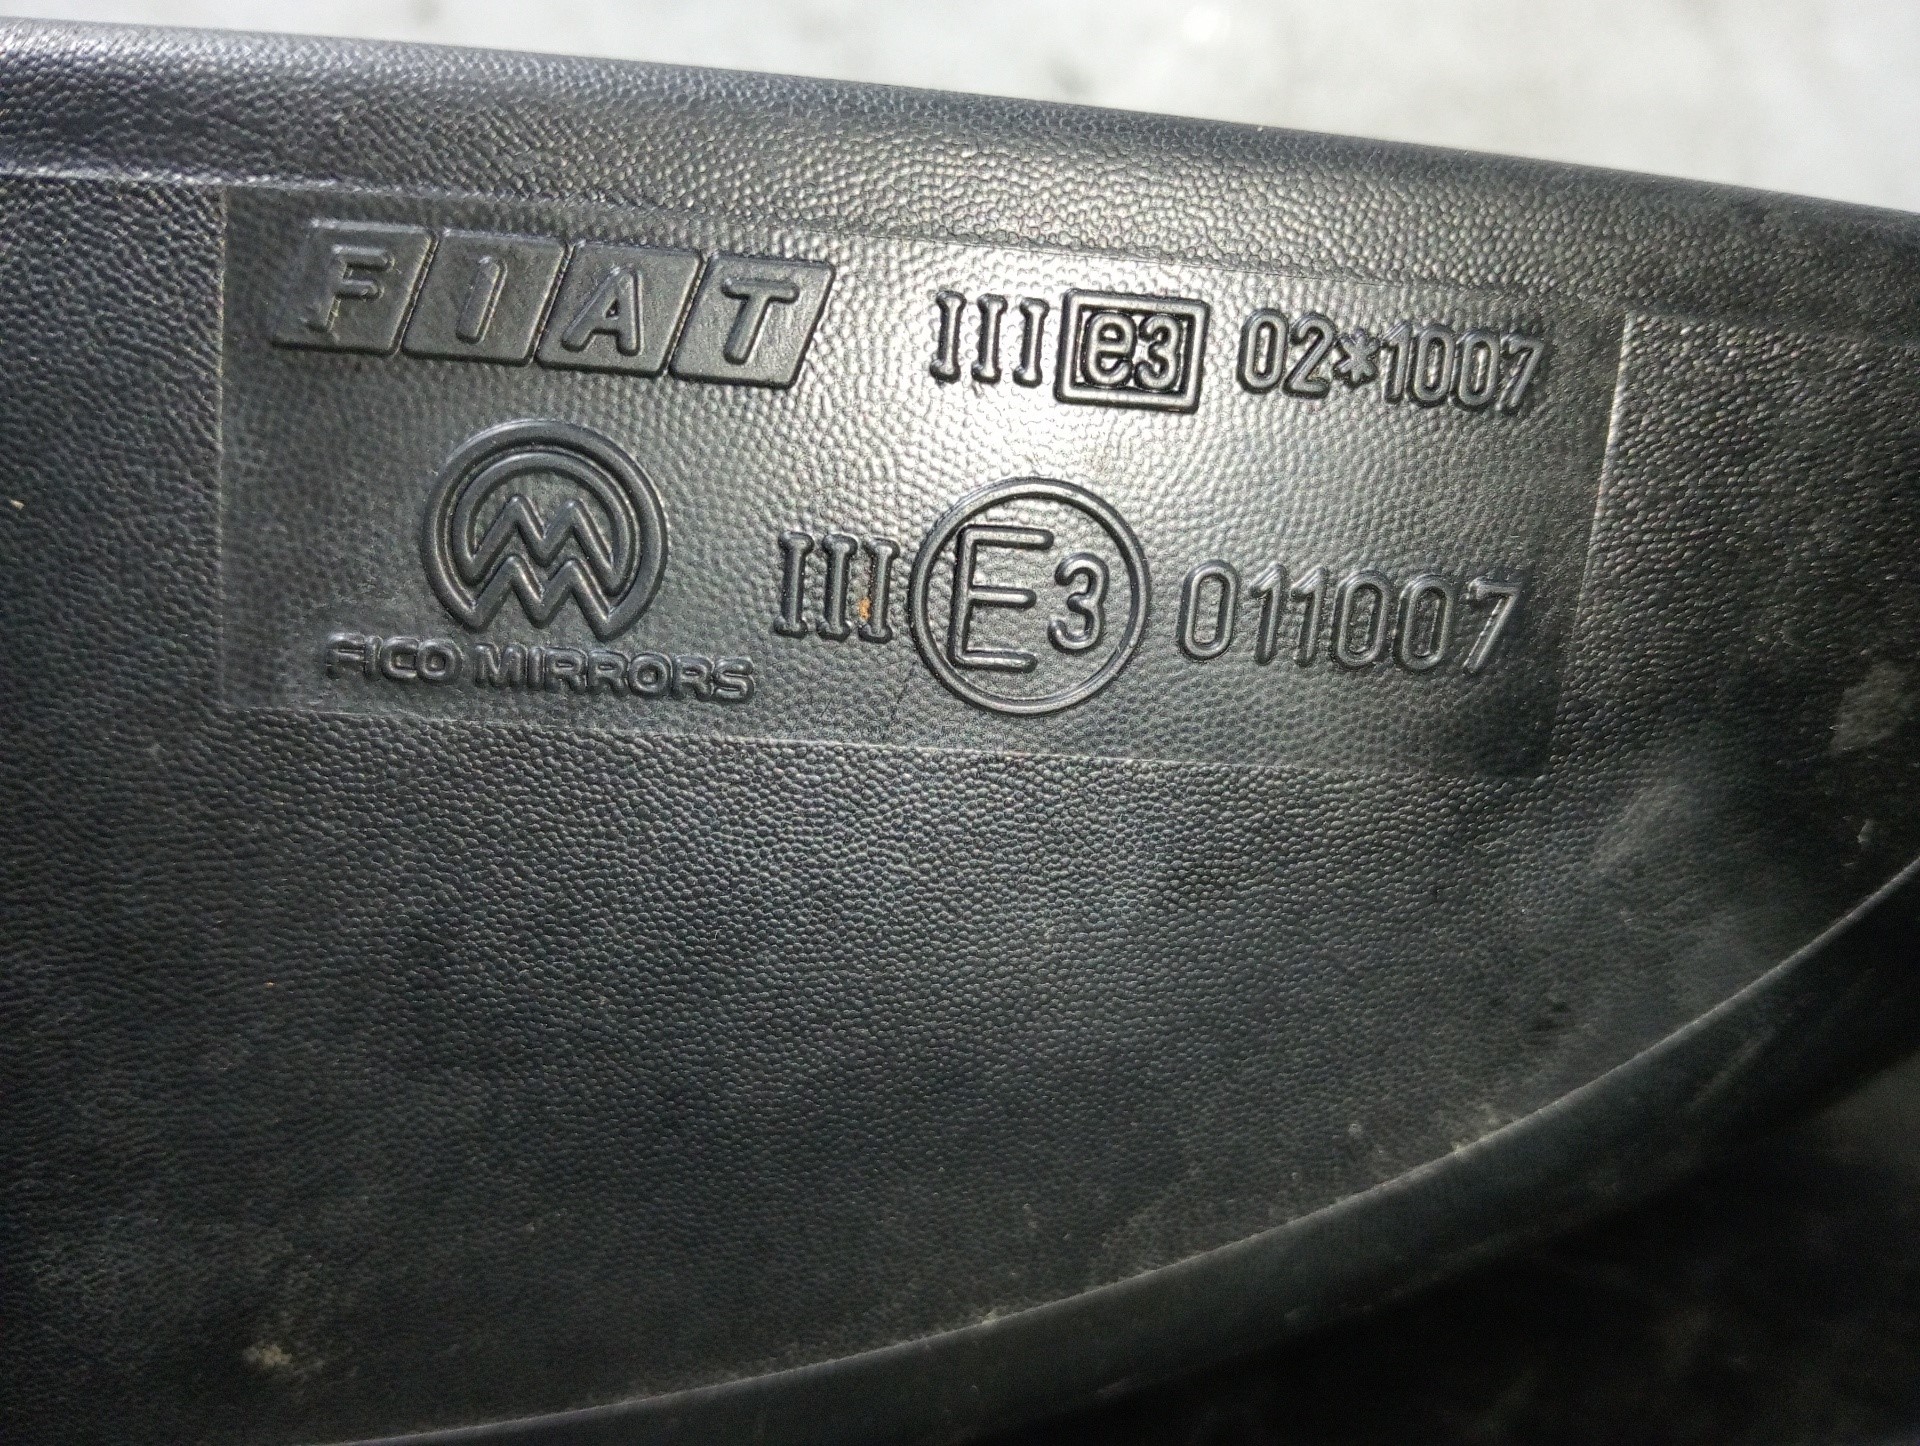 FIAT
III e3 02*1007
III E3 011007
FICO MIRRORS